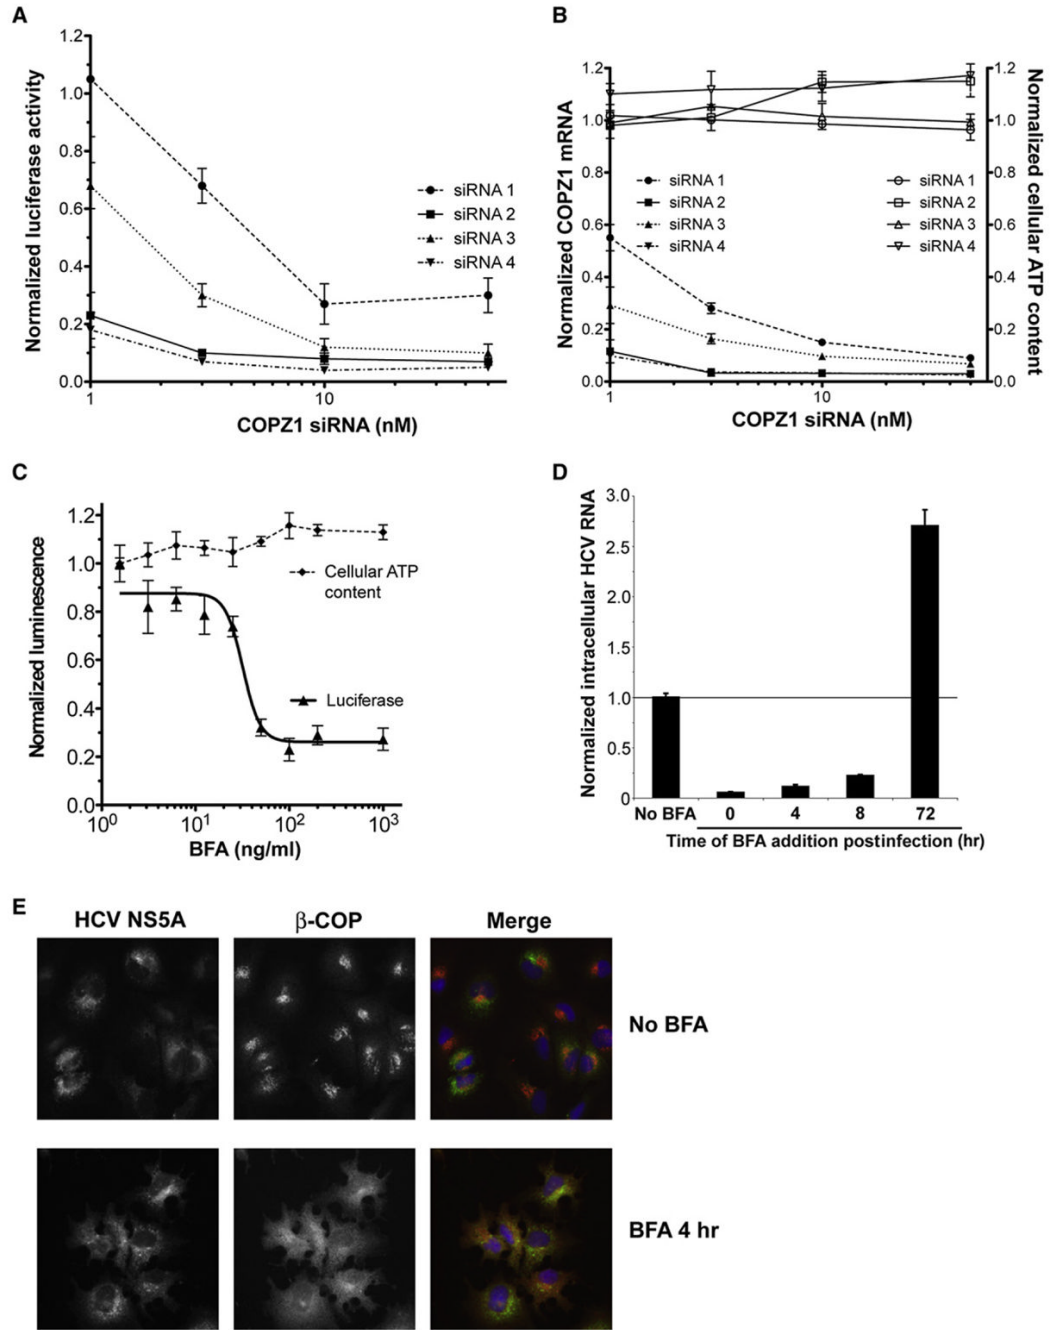 A
Normalized luciferase activity
1.2
1.0
0.8
0.6
0.4
0.2
0.0
1
10
COPZ1 siRNA (nM)
siRNA 1
siRNA 2
siRNA 3
siRNA 4
B
Normalized COPZ1 mRNA
1.2
1.0
0.8
0.6
0.4
0.2
0.0
siRNA 1
siRNA 2
siRNA 3
siRNA 4
siRNA 1
siRNA 2
siRNA 3
siRNA 4
1.2
1.0
0.8
0.6
0.4
0.2
0.0
Normalized cellular ATP content
1
10
COPZ1 siRNA (nM)
C
Normalized luminescence
1.2
1.0
0.8
0.6
0.4
0.2
0.0
Cellular ATP
content
Luciferase
10⁰
10¹
10²
10³
BFA (ng/ml)
D
Normalized intracellular HCV RNA
3.0
2.5
2.0
1.5
1.0
0.5
0
No BFA 0 4 8 72
Time of BFA addition postinfection (hr)
E
HCV NS5A
β-COP
Merge
No BFA
BFA 4 hr